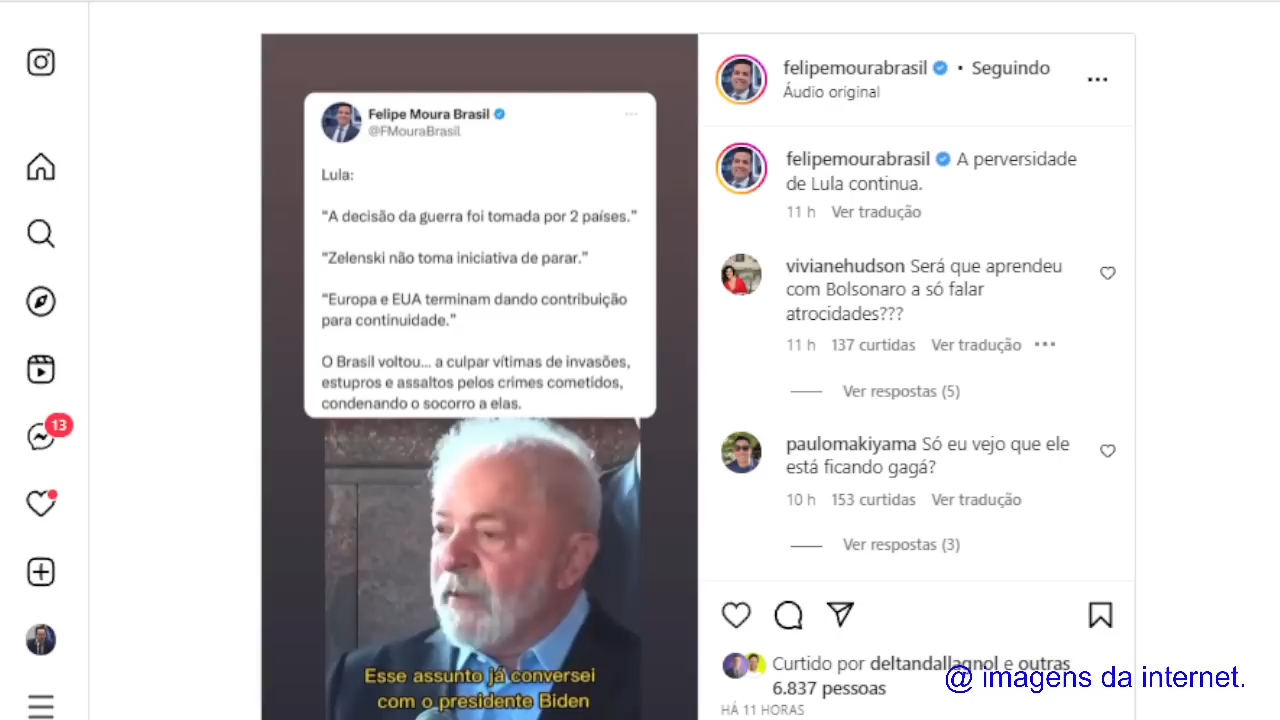 Felipe Moura Brasil
@FMouraBrasil
Lula:
"A decisão da guerra foi tomada por 2 países."
"Zelenski não toma iniciativa de parar."
"Europa e EUA terminam dando contribuição
para continuidade."
O Brasil voltou... a culpar vítimas de invasões,
estupros e assaltos pelos crimes cometidos,
condenando o socorro a elas.
Esse assunto já conversei
com o presidente Biden
13
felipemourabrasil • Seguindo
Áudio original
felipemourabrasil A perversidade
de Lula continua.
11 h Ver tradução
vivianehudson Será que aprendeu
com Bolsonaro a só falar
atrocidades???
11 h 137 curtidas Ver tradução
Ver respostas (5)
paulomakiyama Só eu vejo que ele
está ficando gagá?
10 h 153 curtidas Ver tradução
Ver respostas (3)
Curtido por deltandallagnol e outras
6.837 pessoas
HÁ 11 HORAS
@ imagens da internet.